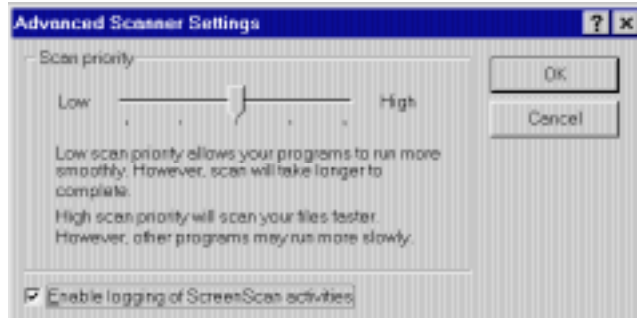 Advanced Scanner Settings
? ×
Scan priority
Low High
OK
Cancel
Low scan priority allows your programs to run more
smoothly. However, scan will take longer to
complete.
High scan priority will scan your files faster.
However, other programs may run more slowly.
Enable logging of ScreenScan activities